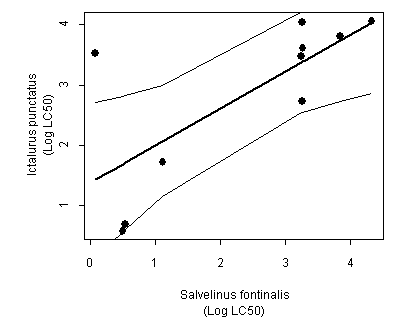 Ictalurus punctatus
(Log LC50)
4
3
2
1
0 1 2 3 4
Salvelinus fontinalis
(Log LC50)